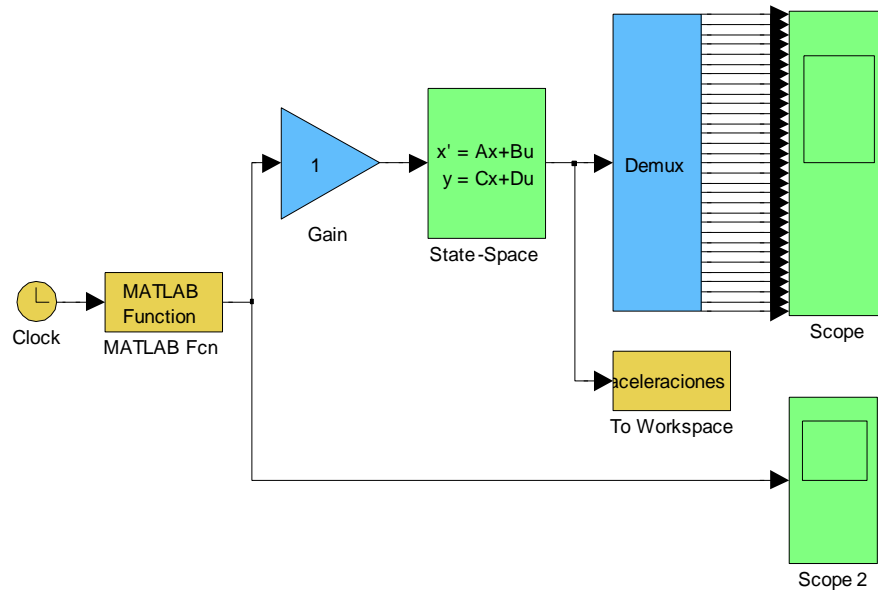 Demux
x' = Ax+Bu
y = Cx+Du
1
Gain
State-Space
MATLAB
Function
Clock
MATLAB Fcn
Scope
aceleraciones
To Workspace
Scope 2